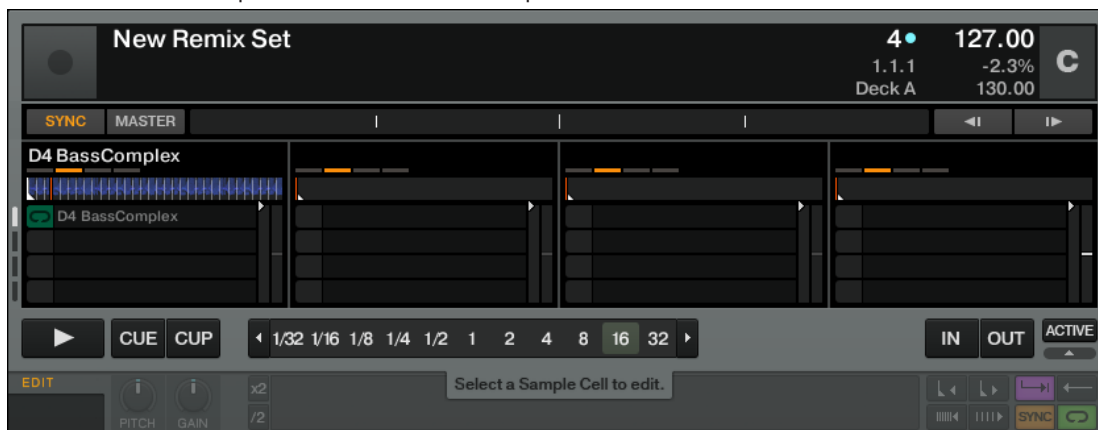 New Remix Set
4 127.00
1.1.1 -2.3%
Deck A 130.00
C
SYNC MASTER
D4 BassComplex
D4 BassComplex
CUE CUP 1/32 1/16 1/8 1/4 1/2 1 2 4 8 16 32 IN OUT ACTIVE
EDIT
PITCH GAIN
x2
/2
Select a Sample Cell to edit.
SYNC